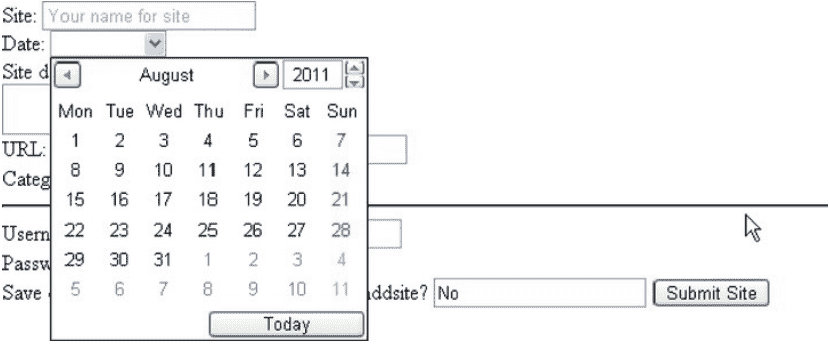 Site: Your name for site
Date:
Site d
August 2011
Mon Tue Wed Thu Fri Sat Sun
1 2 3 4 5 6 7
URL:
8 9 10 11 12 13 14
Categ
15 16 17 18 19 20 21
Usern
22 23 24 25 26 27 28
Passw
29 30 31 1 2 3 4
Save
5 6 7 8 9 10 11
ddsite? No Submit Site
Today